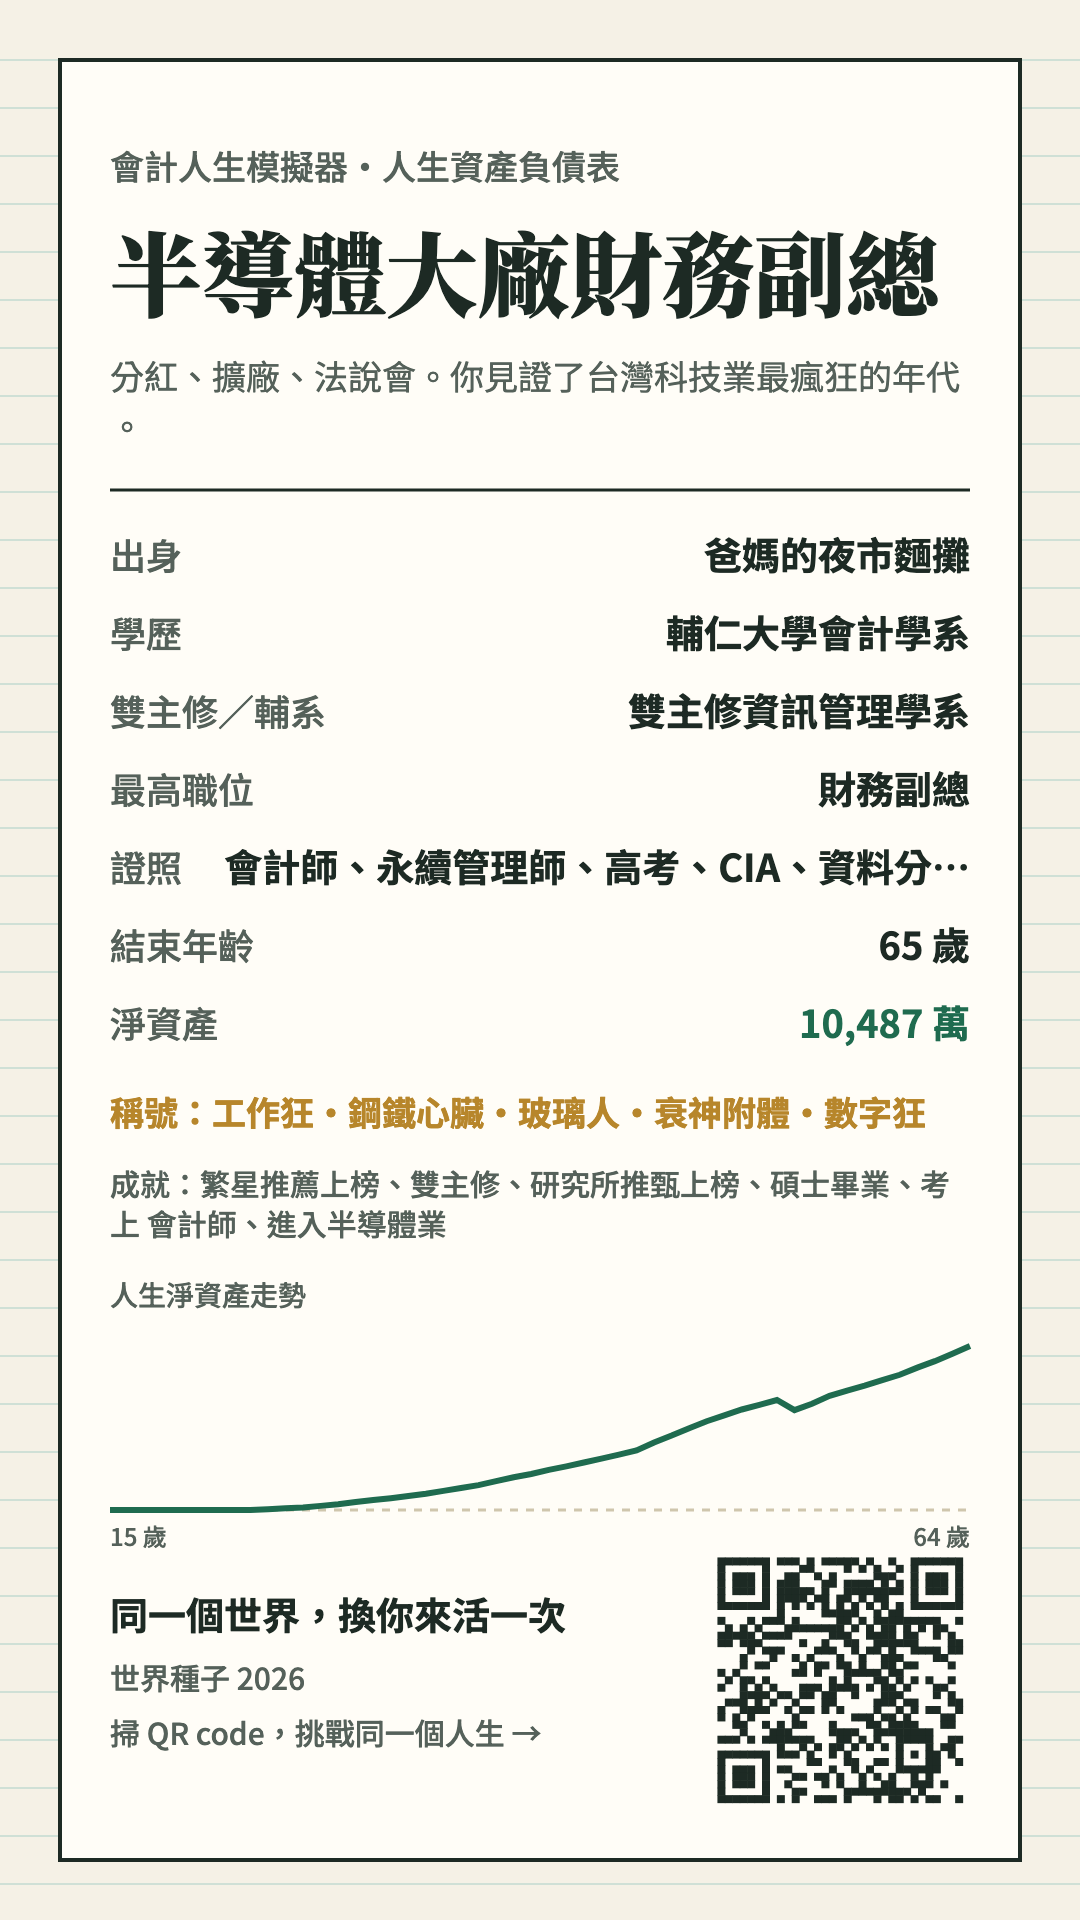 會計人生模擬器・人生資產負債表
半導體大廠財務副總
分紅、擴廠、法說會。你見證了台灣科技業最瘋狂的年代
。
出身 爸媽的夜市麵攤
學歷 輔仁大學會計學系
雙主修／輔系 雙主修資訊管理學系
最高職位 財務副總
證照 會計師、永續管理師、高考、CIA、資料分…
結束年齡 65 歲
淨資產 10,487 萬
稱號：工作狂・鋼鐵心臟・玻璃人・衰神附體・數字狂
成就：繁星推薦上榜、雙主修、研究所推甄上榜、碩士畢業、考
上 會計師、進入半導體業
人生淨資產走勢
15 歲 64 歲
同一個世界，換你來活一次
世界種子 2026
掃 QR code，挑戰同一個人生 →